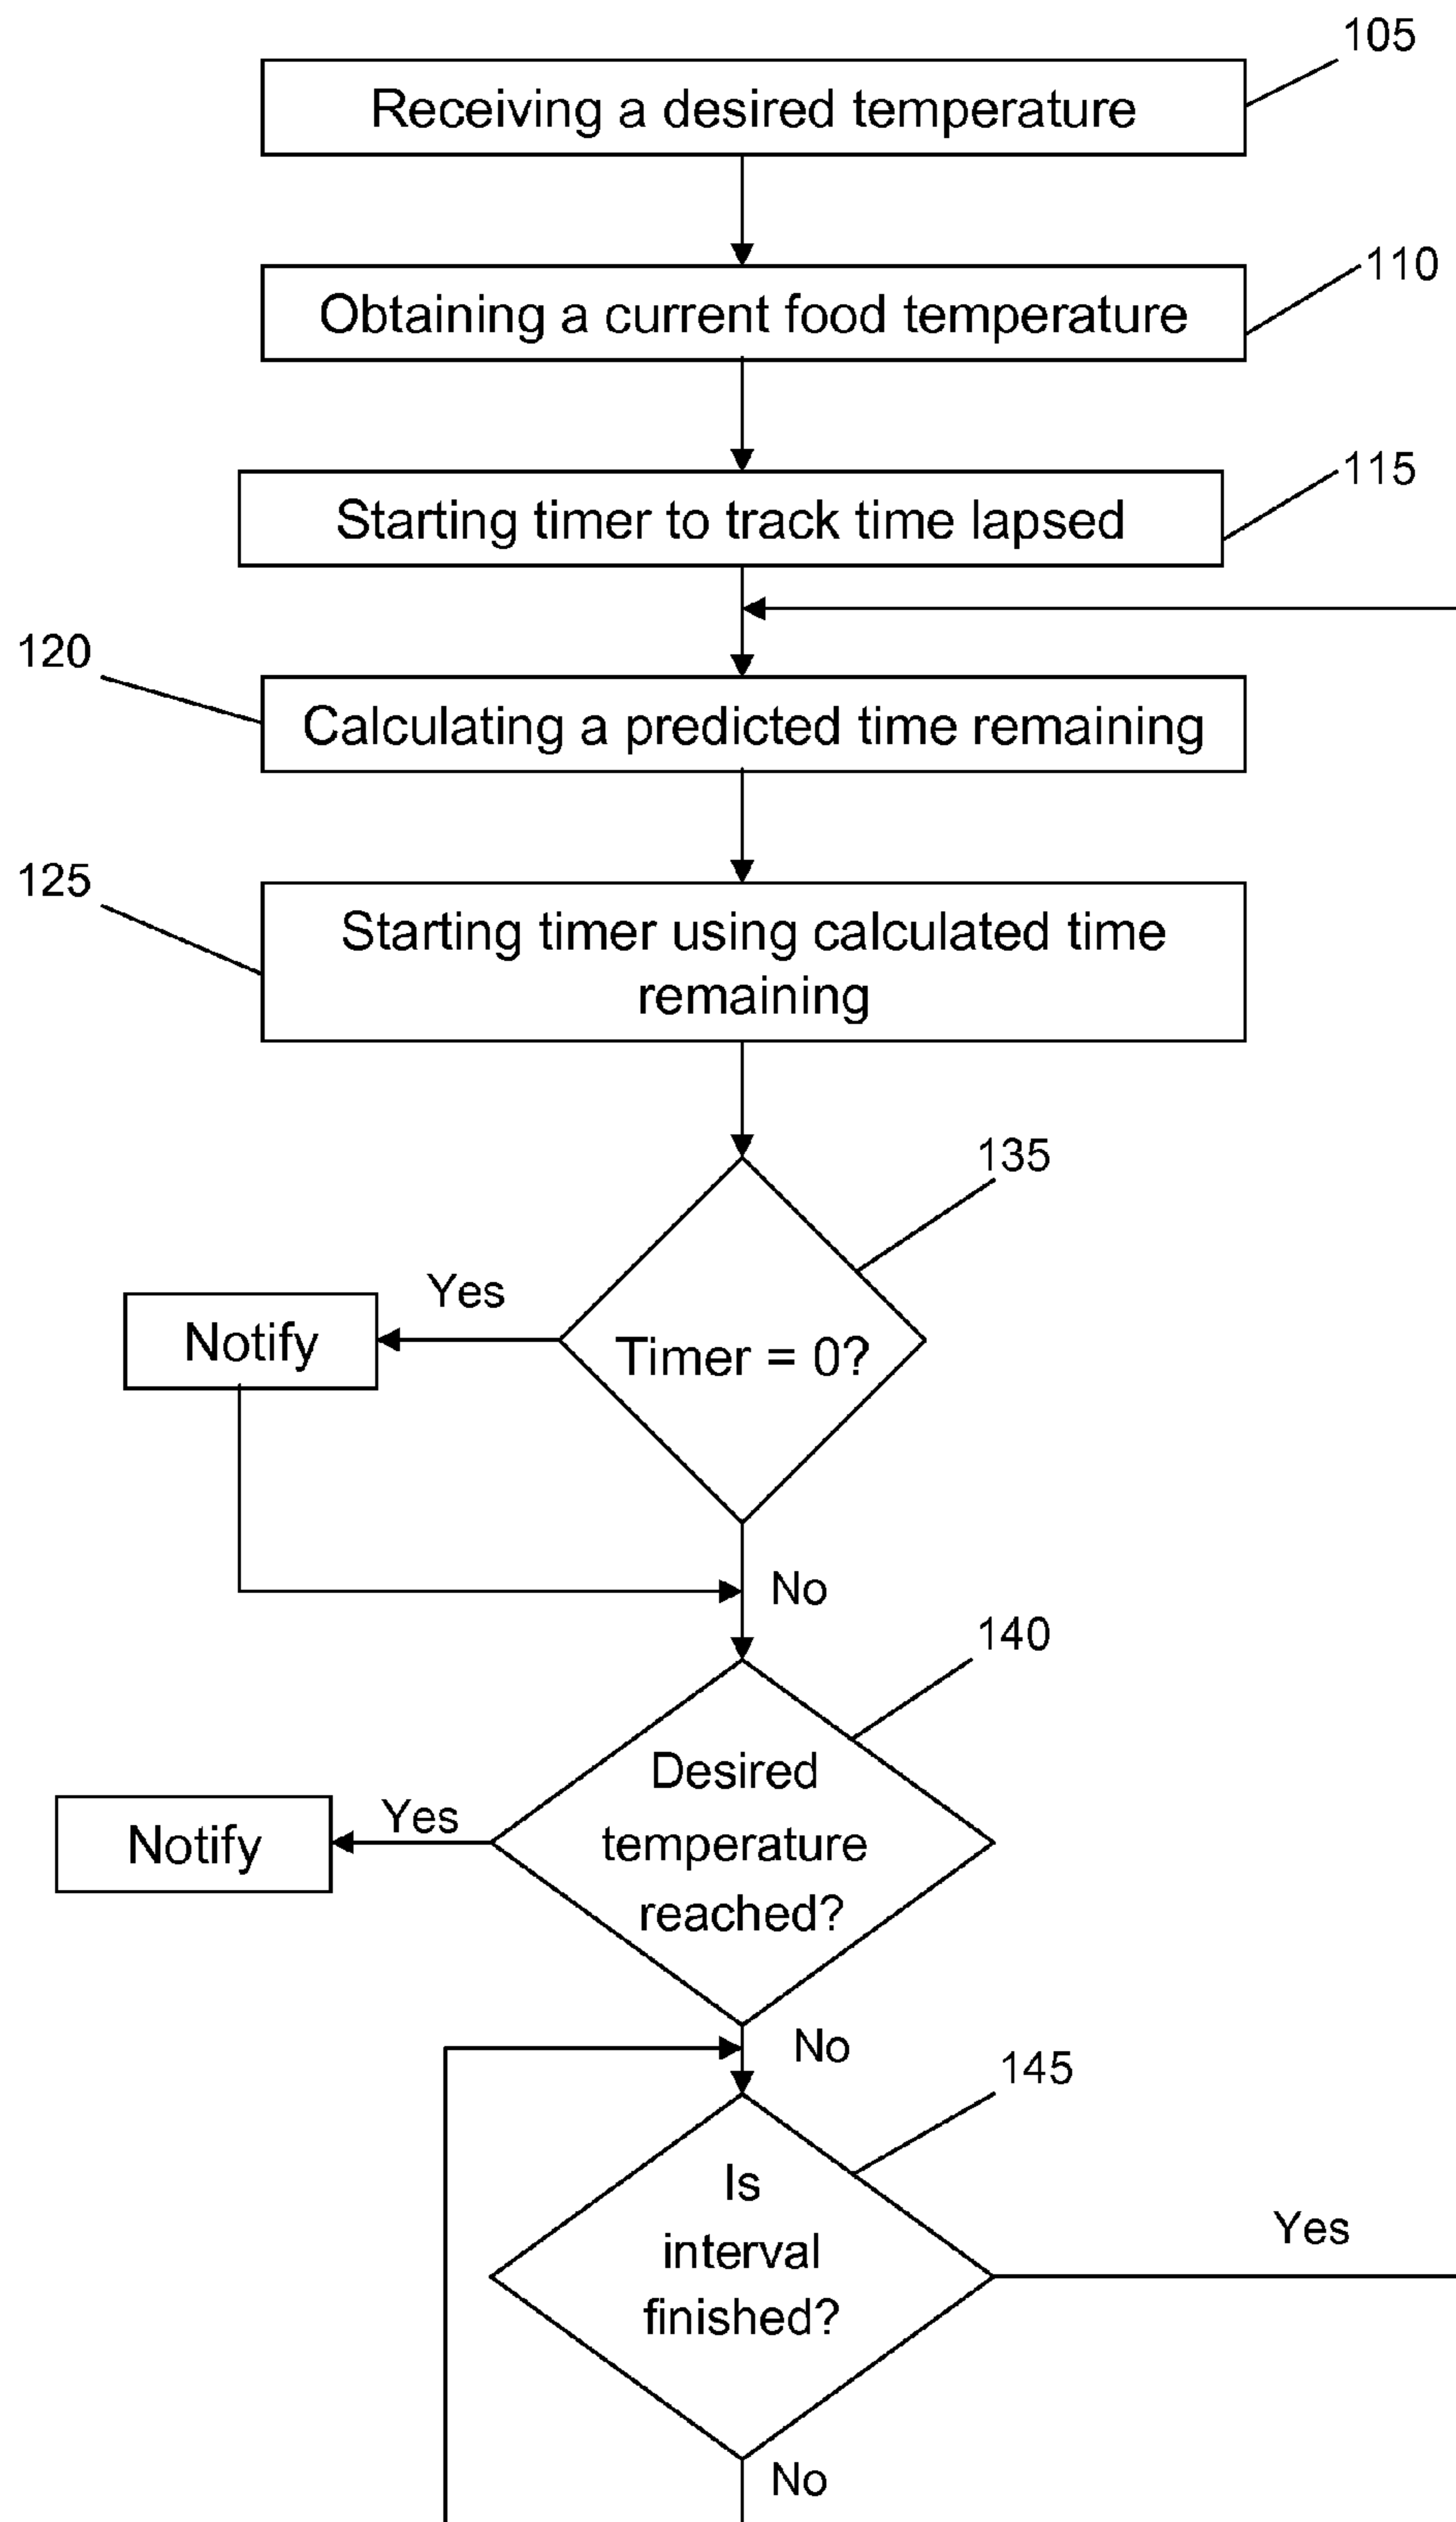 105
Receiving a desired temperature
110
Obtaining a current food temperature
115
Starting timer to track time lapsed
120
Calculating a predicted time remaining
125
Starting timer using calculated time
remaining
135
Yes
Notify
Timer = 0?
No
140
Desired
temperature
reached?
Yes
Notify
No
145
Is
interval
finished?
Yes
No